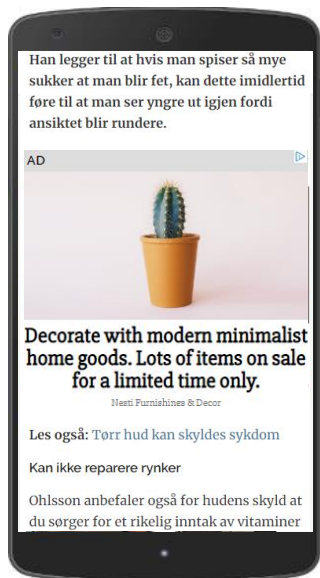 Han legger til at hvis man spiser så mye
sukker at man blir fet, kan dette imidlertid
føre til at man ser yngre ut igjen fordi
ansiktet blir rundere.
AD
Decorate with modern minimalist
home goods. Lots of items on sale
for a limited time only.
Nesti Furnishings & Decor
Les også: Tørr hud kan skyldes sykdom
Kan ikke reparere rynker
Ohlsson anbefaler også for hudens skyld at
du sørger for et rikelig inntak av vitaminer